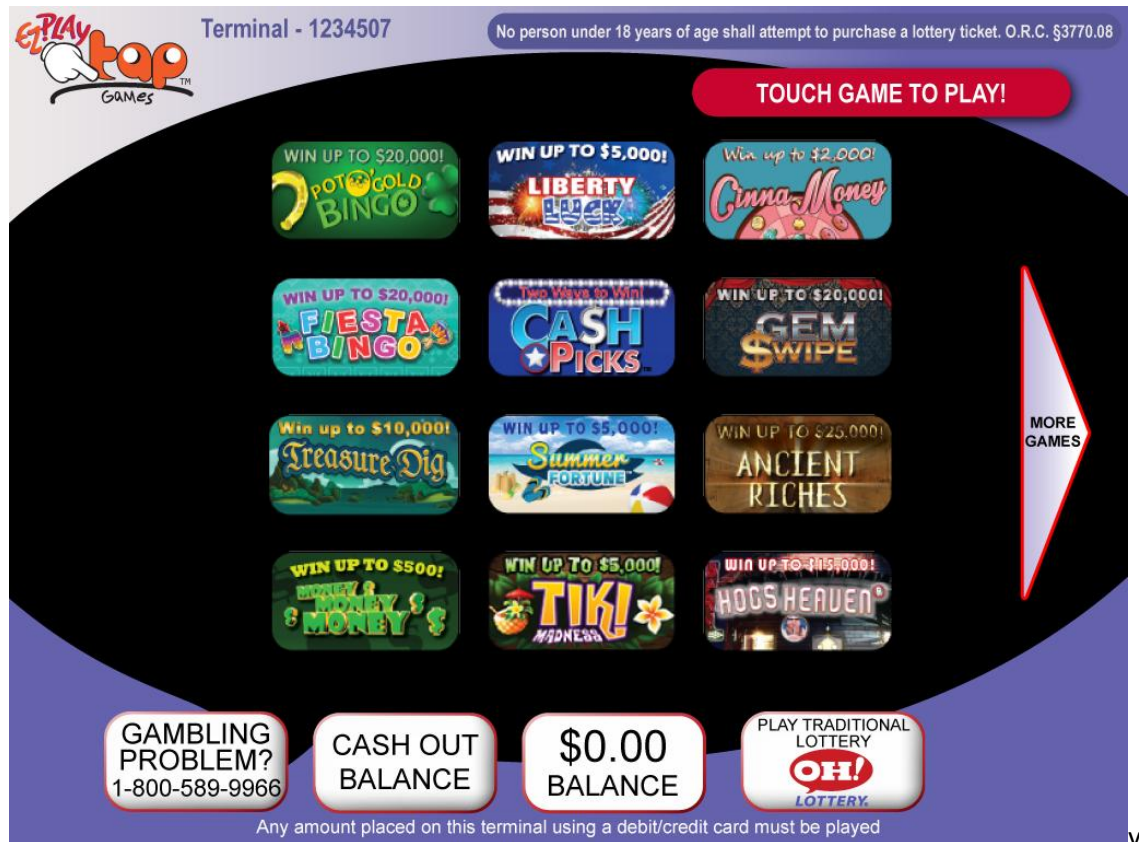 EZPLAY
tap
TM
Games
Terminal - 1234507
No person under 18 years of age shall attempt to purchase a lottery ticket. O.R.C. §3770.08
TOUCH GAME TO PLAY!
WIN UP TO $20,000!
POT O' GOLD
BINGO
WIN UP TO $5,000!
LIBERTY
LUCK
Win up to $2,000!
Cinna-Money
WIN UP TO $20,000!
FIESTA
BINGO
Two Ways to Win!
CA$H
PICKS
WIN UP TO $20,000!
GEM
$WIPE
Win up to $10,000!
Treasure Dig
WIN UP TO $5,000!
Summer
FORTUNE
WIN UP TO $25,000!
ANCIENT
RICHES
WIN UP TO $500!
MONEY $
$ MONEY $
$ MONEY $
WIN UP TO $5,000!
TIKI
MADNESS
WIN UP TO $15,000!
HOGS HEAVEN®
MORE
GAMES
GAMBLING
PROBLEM?
1-800-589-9966
CASH OUT
BALANCE
$0.00
BALANCE
PLAY TRADITIONAL
LOTTERY
OH!
LOTTERY.
Any amount placed on this terminal using a debit/credit card must be played